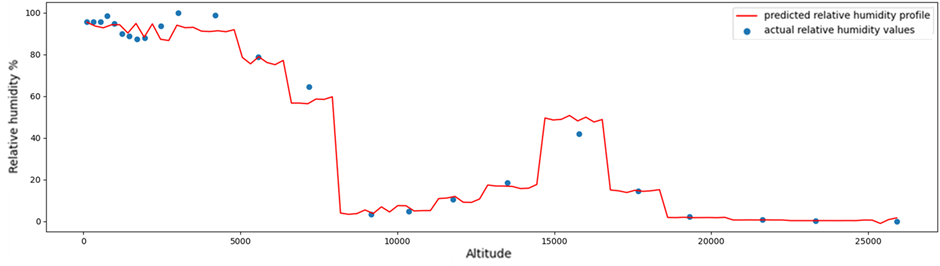 predicted relative humidity profile
actual relative humidity values
Relative humidity %
100
80
60
40
20
0
0 5000 10000 15000 20000 25000
Altitude